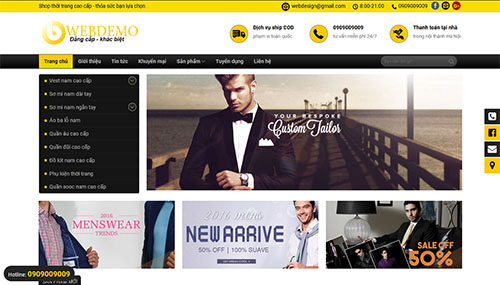 Shop thời trang cao cấp - thỏa sức bạn lựa chọn
webdesign@gmail.com
8:00-21:00
0909009009
WEBDEMO
Đẳng cấp - khác biệt
Dịch vụ ship COD
phạm vi toàn quốc
0909009009
tư vấn miễn phí 24/7
Thanh toán tại nhà
trong nội thành Hà Nội
Trang chủ
Giới thiệu
Tin tức
Khuyến mại
Sản phẩm
Tuyển dụng
Liên hệ
Vest nam cao cấp
Sơ mi nam dài tay
Sơ mi nam ngắn tay
Áo ba lỗ nam
Quần âu cao cấp
Quần đùi cao cấp
Đồ lót nam cao cấp
Phụ kiện thời trang
Quần sooc nam cao cấp
YOUR BESPOKE
Custom Tailor
2016
MENSWEAR
TRENDS
2016 mens
NEW ARRIVE
100% COTTON, 100% SUAVE
SALE OFF
50%
Hotline: 0909009009